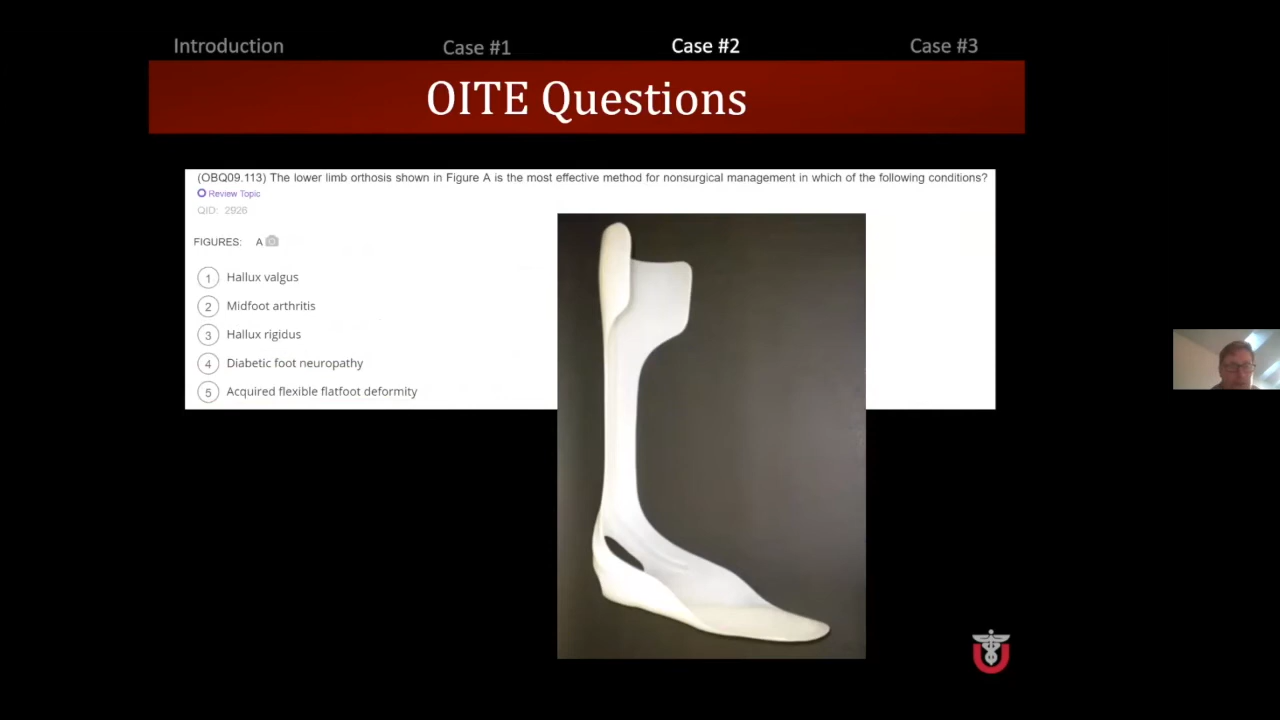 Introduction
Case #1
Case #2
Case #3
OITE Questions
(OBQ09.113) The lower limb orthosis shown in Figure A is the most effective method for nonsurgical management in which of the following conditions?
Review Topic
QID: 2926
FIGURES: A
1 Hallux valgus
2 Midfoot arthritis
3 Hallux rigidus
4 Diabetic foot neuropathy
5 Acquired flexible flatfoot deformity
U